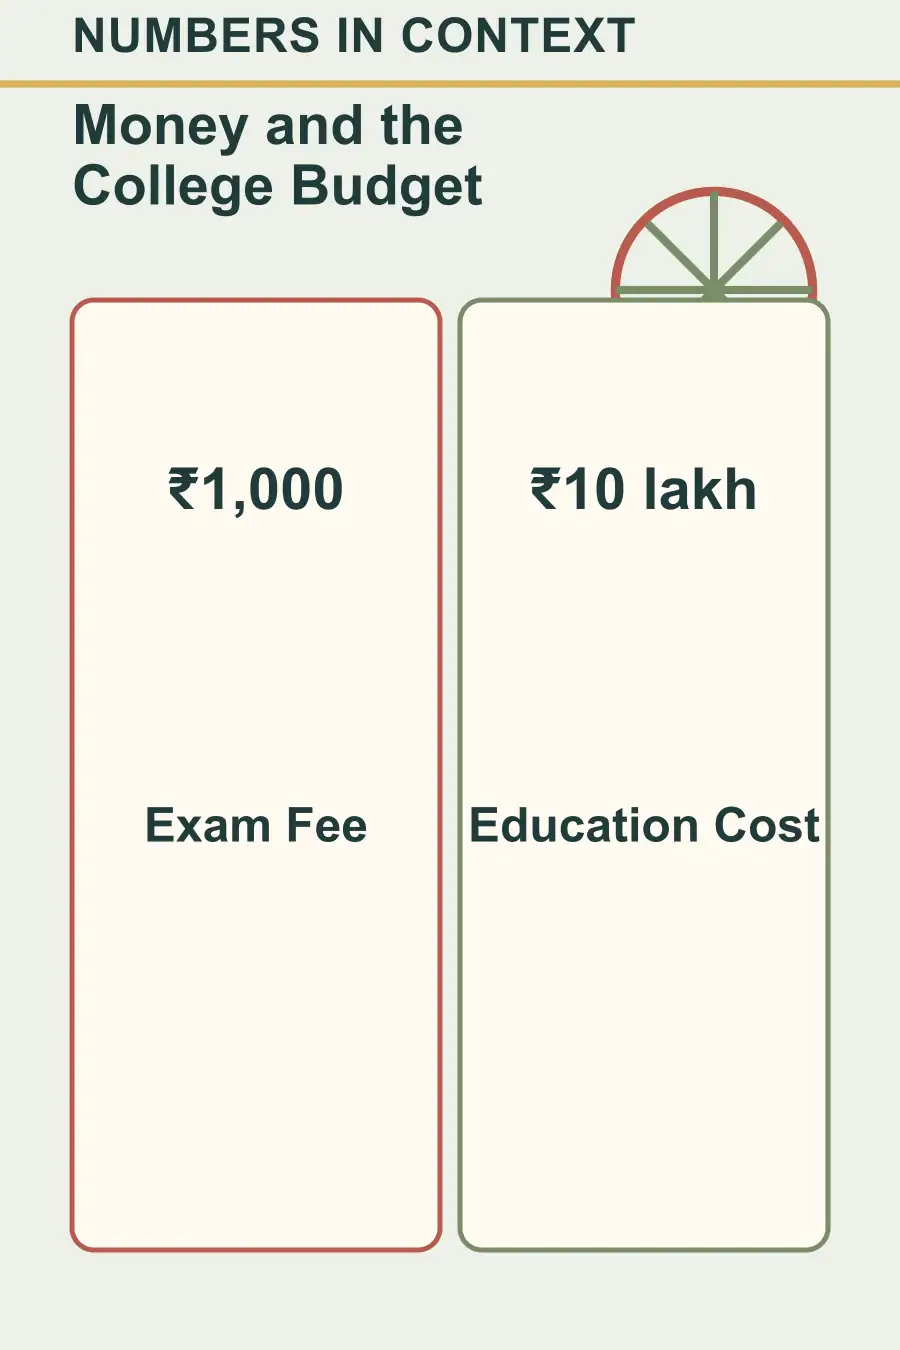 NUMBERS IN CONTEXT
Money and the
College Budget
₹1,000
Exam Fee
₹10 lakh
Education Cost